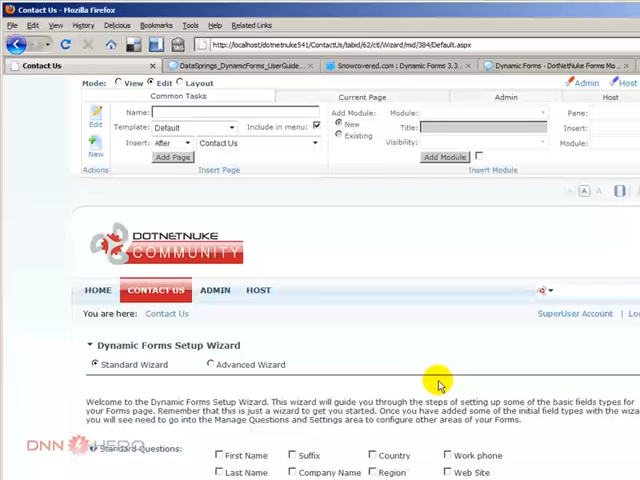 Contact Us - Mozilla Firefox
File Edit View History Delicious Bookmarks Tools Help Related Links
http://localhost/dotnetnuke541/ContactUs/tabid/62/ctl/Wizard/mid/384/Default.aspx
TAG
Contact Us
DataSprings_DynamicForms_UserGuide...
Snowcovered.com : Dynamic Forms 3.3...
Dynamic Forms - DotNetNuke Forms Mo...
Mode: View Edit Layout
Admin Host
Common Tasks Current Page Admin Host
Edit
New
Actions
Name:
Template: Default Include in menu:
Insert: After Contact Us
Add Page
Insert Page
Add Module: New Existing
Module:
Title:
Visibility:
Add Module
Insert Module
Pane:
Insert:
Module:
A A
DOTNETNUKE
COMMUNITY
HOME CONTACT US ADMIN HOST
You are here: Contact Us
SuperUser Account | Lo
Dynamic Forms Setup Wizard
Standard Wizard Advanced Wizard
Welcome to the Dynamic Forms Setup Wizard. This wizard will guide you through the steps of setting up some of the basic fields types for
your Forms page. Remember that this is just a wizard to get you started. Once you have added some of the initial field types with the wiza
you will see need to go into the Manage Questions and Settings area to configure other areas of your Forms.
DNN HERO
Standard Questions: First Name Suffix Country Work phone
Last Name Company Name Region Web Site